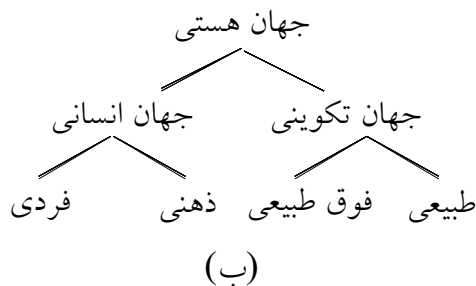 جهان هستی
جهان تکوینی جهان انسانی
طبیعی فوق طبیعی ذهنی فردی
(ب)